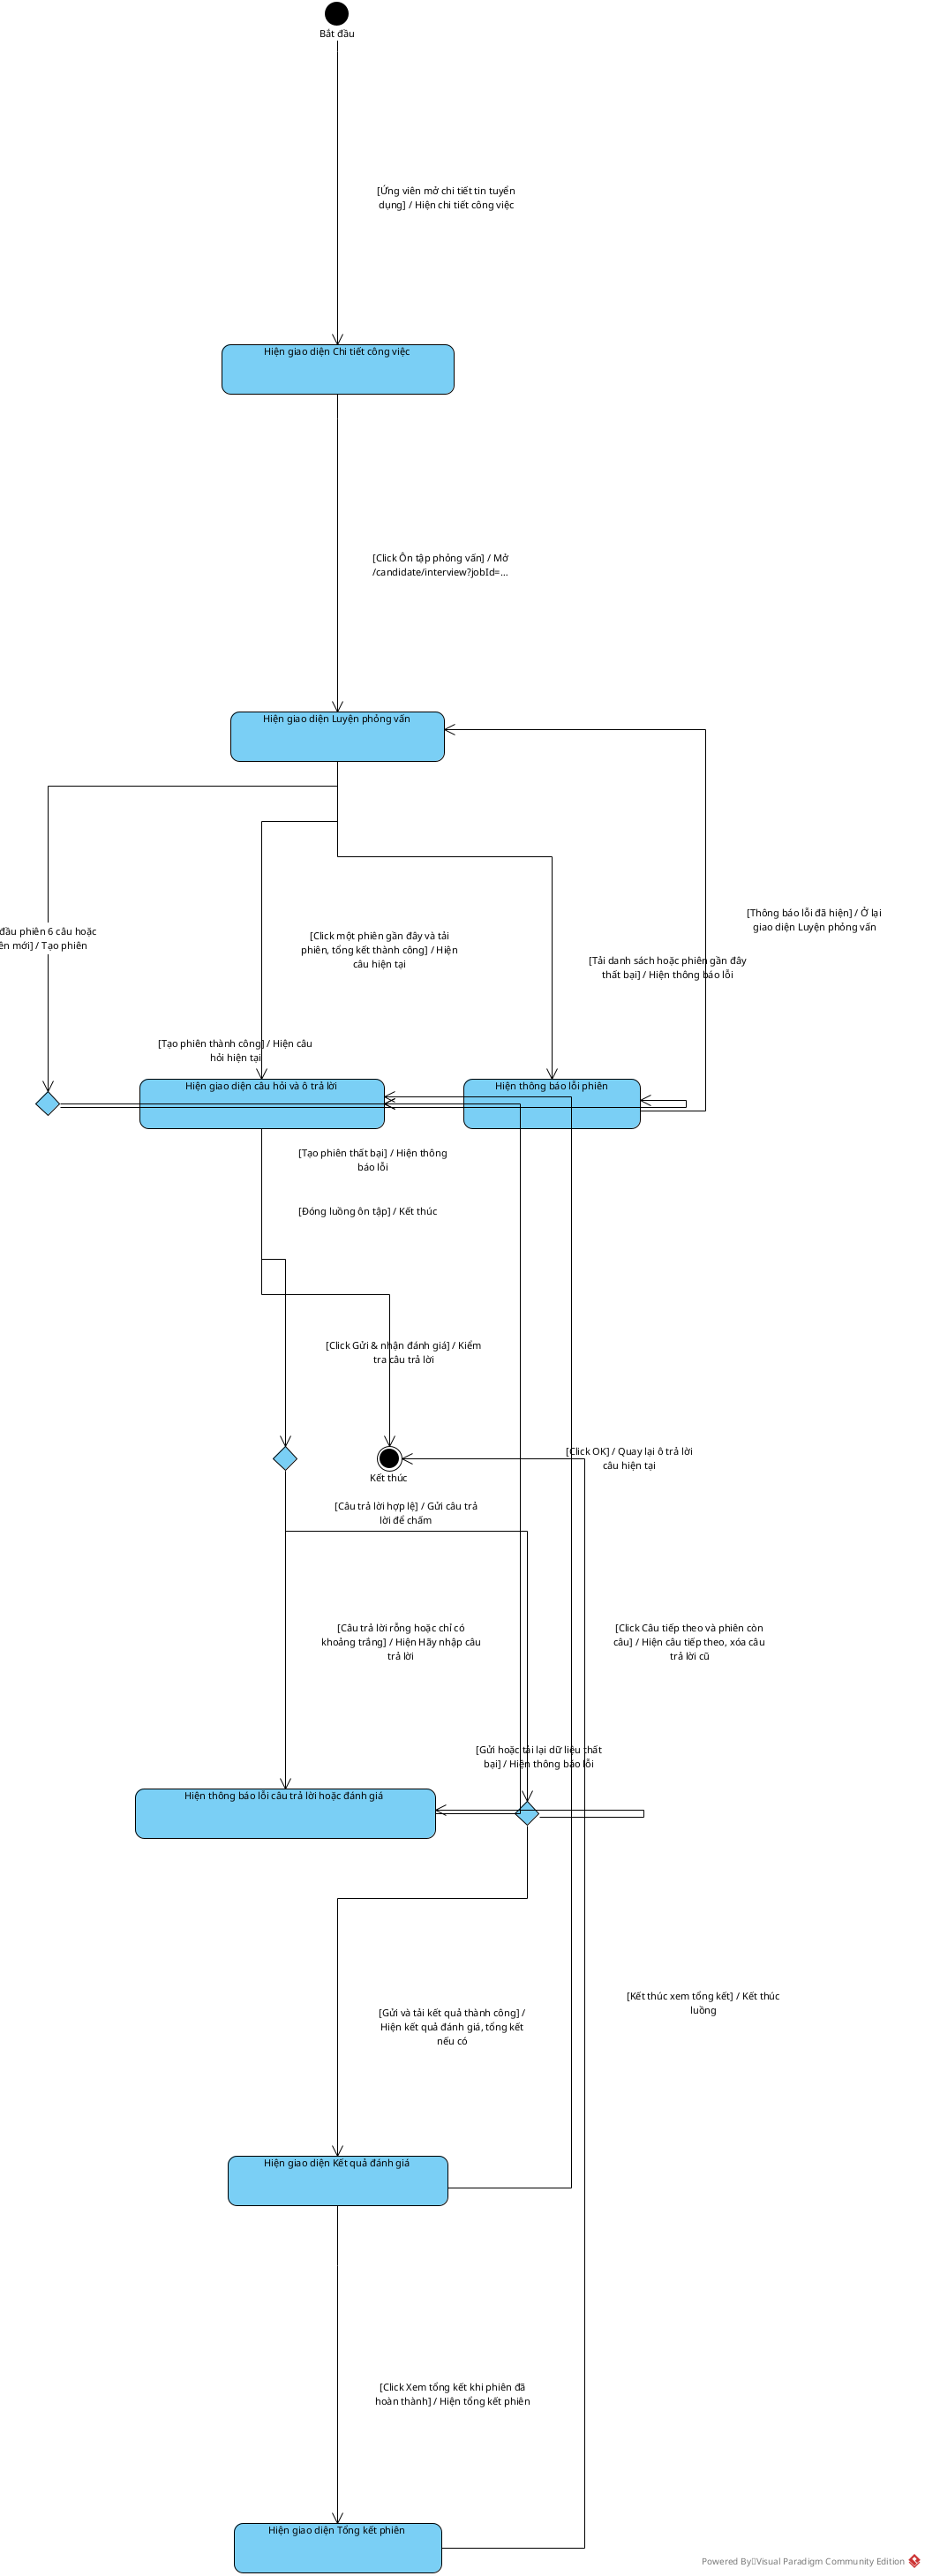 Bắt đầu
[Ứng viên mở chi tiết tin tuyển
dụng] / Hiện chi tiết công việc
Hiện giao diện Chi tiết công việc
[Click Ôn tập phỏng vấn] / Mở
/candidate/interview?jobId=...
Hiện giao diện Luyện phỏng vấn
[Thông báo lỗi đã hiện] / Ở lại
giao diện Luyện phỏng vấn
đầu phiên 6 câu hoặc
ên mới] / Tạo phiên
[Click một phiên gần đây và tải
phiên, tổng kết thành công] / Hiện
câu hiện tại
[Tải danh sách hoặc phiên gần đây
thất bại] / Hiện thông báo lỗi
[Tạo phiên thành công] / Hiện câu
hỏi hiện tại
Hiện giao diện câu hỏi và ô trả lời
Hiện thông báo lỗi phiên
[Tạo phiên thất bại] / Hiện thông
báo lỗi
[Đóng luồng ôn tập] / Kết thúc
[Click Gửi & nhận đánh giá] / Kiểm
tra câu trả lời
[Click OK] / Quay lại ô trả lời
câu hiện tại
Kết thúc
[Câu trả lời hợp lệ] / Gửi câu trả
lời để chấm
[Câu trả lời rỗng hoặc chỉ có
khoảng trắng] / Hiện Hãy nhập câu
trả lời
[Click Câu tiếp theo và phiên còn
câu] / Hiện câu tiếp theo, xóa câu
trả lời cũ
[Gửi hoặc tải lại dữ liệu thất
bại] / Hiện thông báo lỗi
Hiện thông báo lỗi câu trả lời hoặc đánh giá
[Kết thúc xem tổng kết] / Kết thúc
luồng
[Gửi và tải kết quả thành công] /
Hiện kết quả đánh giá, tổng kết
nếu có
Hiện giao diện Kết quả đánh giá
[Click Xem tổng kết khi phiên đã
hoàn thành] / Hiện tổng kết phiên
Hiện giao diện Tổng kết phiên
Powered By Visual Paradigm Community Edition